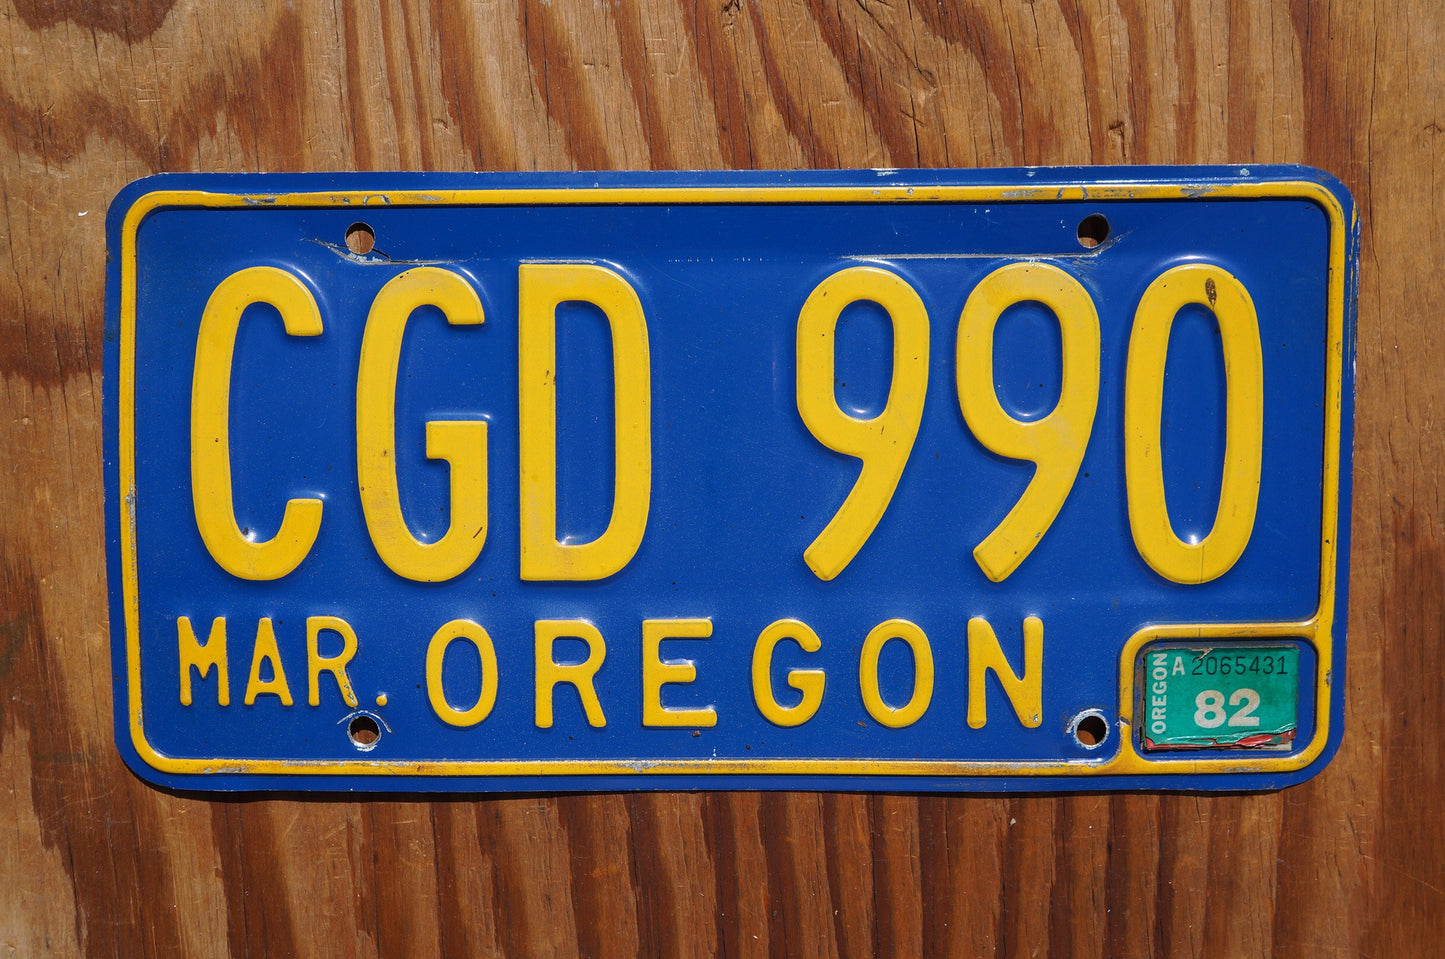 CGD 990
MAR. OREGON
OREGON
A 2065431
82